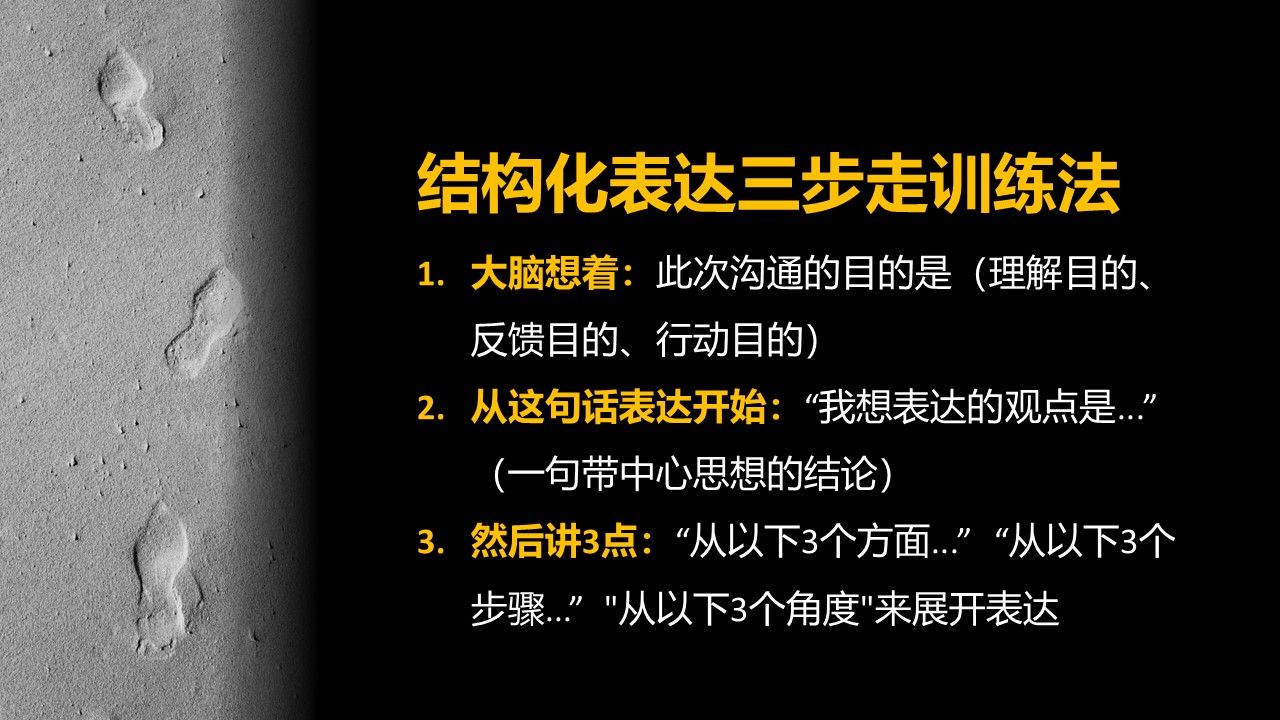 结构化表达三步走训练法
1. 大脑想着：此次沟通的目的是（理解目的、
反馈目的、行动目的）
2. 从这句话表达开始：“我想表达的观点是...”
（一句带中心思想的结论）
3. 然后讲3点：“从以下3个方面...”“从以下3个
步骤...” "从以下3个角度"来展开表达